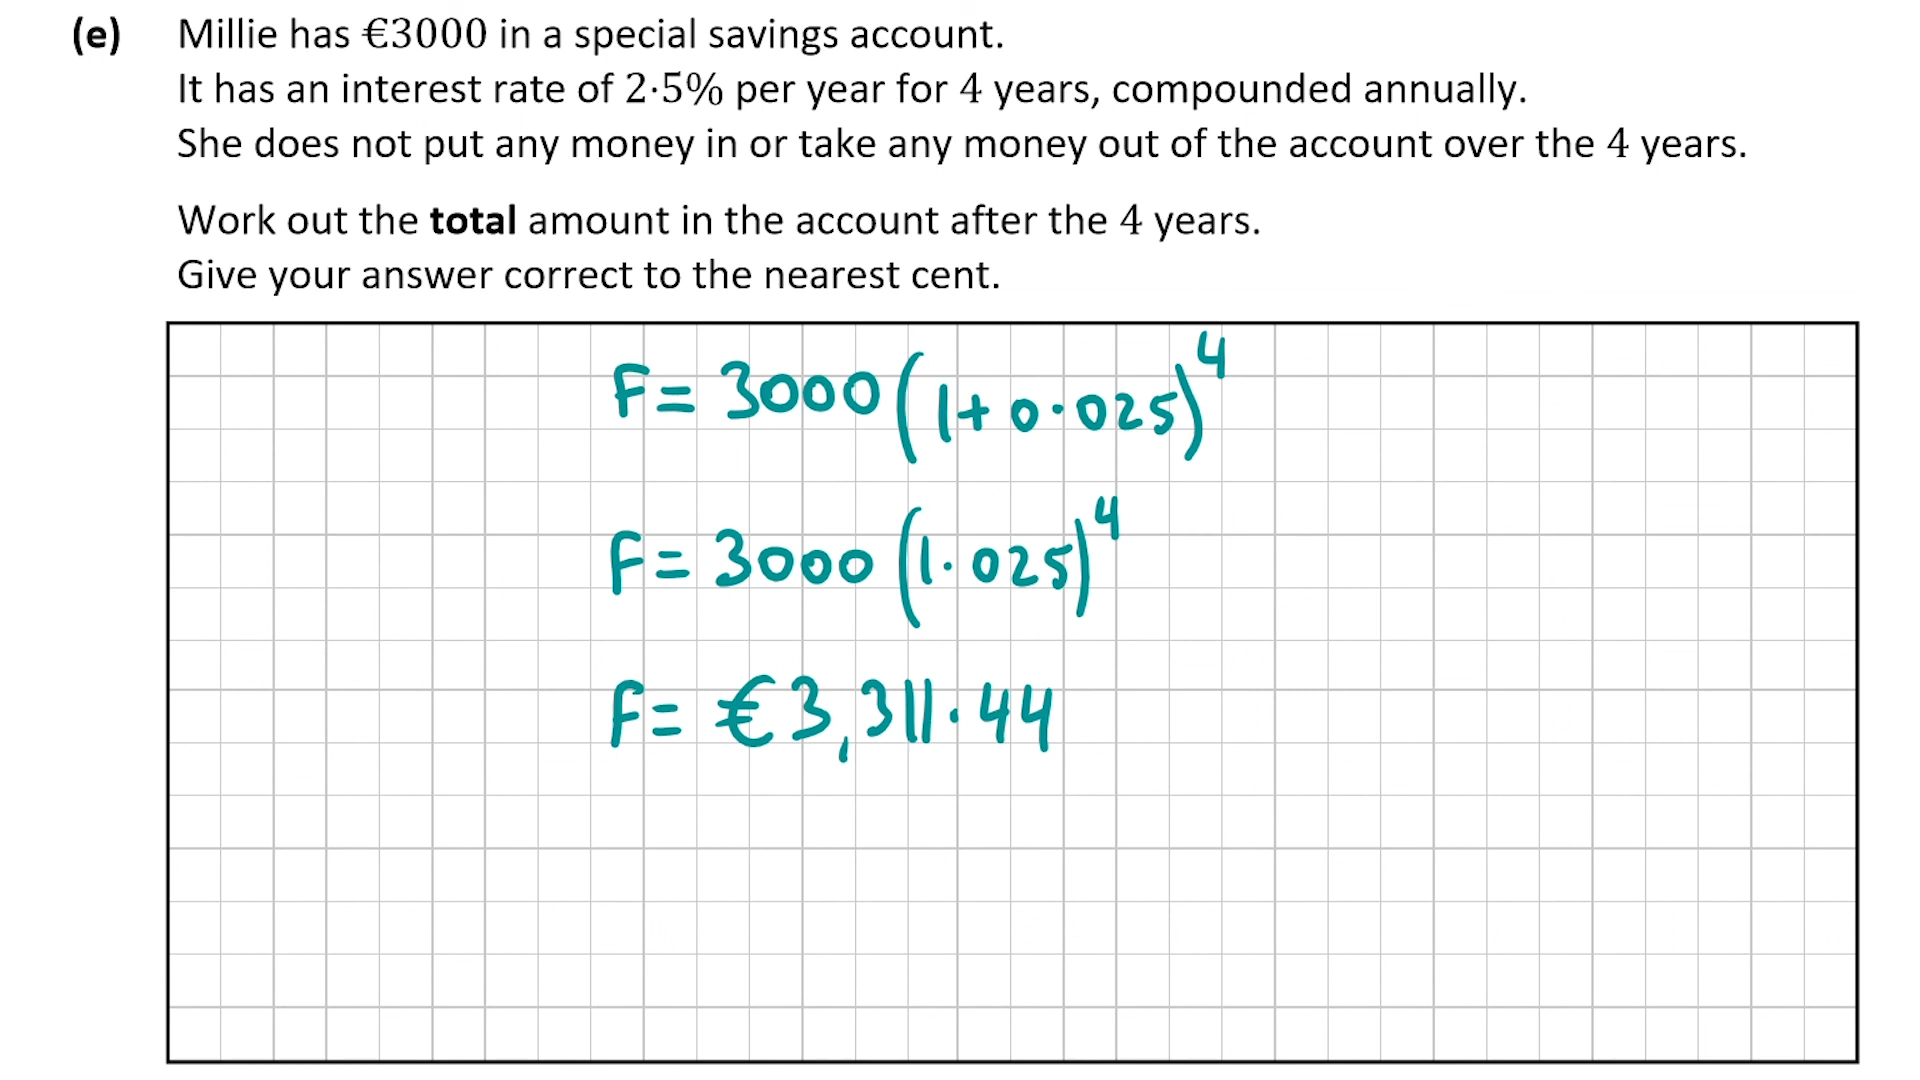 (e) Millie has €3000 in a special savings account.
It has an interest rate of 2·5% per year for 4 years, compounded annually.
She does not put any money in or take any money out of the account over the 4 years.
Work out the total amount in the account after the 4 years.
Give your answer correct to the nearest cent.
F = 3000 (1 + 0·025)⁴
F = 3000 (1·025)⁴
F = €3,311·44